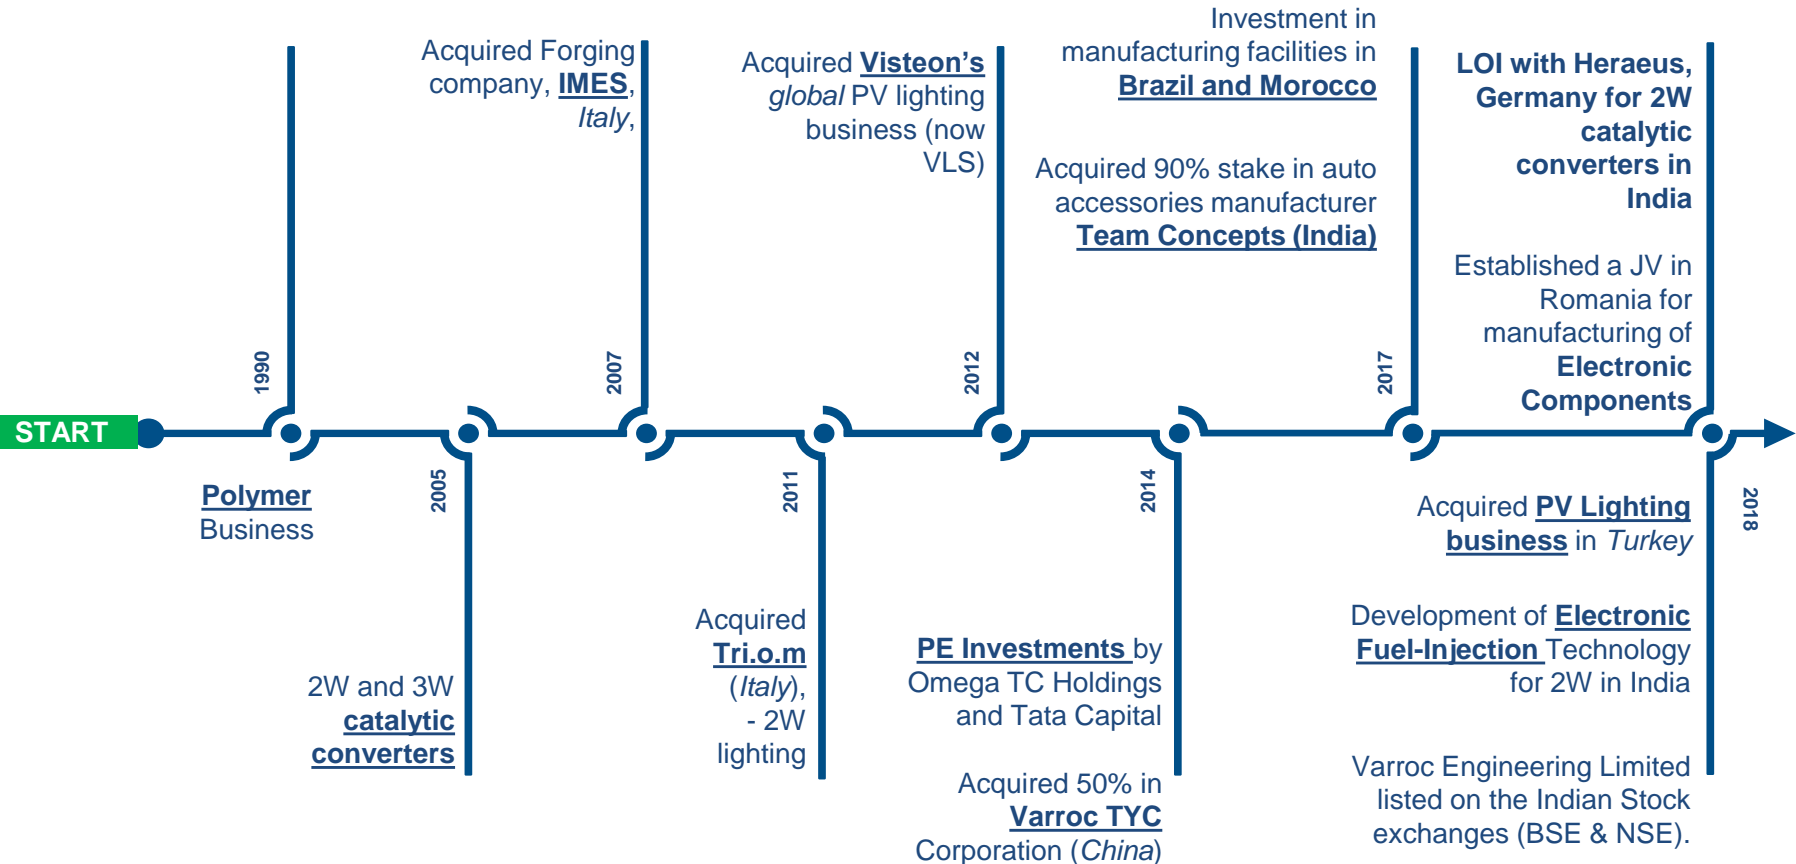 START
1990
Polymer
Business
2005
2W and 3W
catalytic
converters
Acquired Forging
company, IMES,
Italy,
2007
2011
Acquired
Tri.o.m
(Italy),
- 2W
lighting
Acquired Visteon's
global PV lighting
business (now
VLS)
2012
2014
PE Investments by
Omega TC Holdings
and Tata Capital
Acquired 50% in
Varroc TYC
Corporation (China)
Investment in
manufacturing facilities in
Brazil and Morocco
Acquired 90% stake in auto
accessories manufacturer
Team Concepts (India)
2017
LOI with Heraeus,
Germany for 2W
catalytic
converters in
India
Established a JV in
Romania for
manufacturing of
Electronic
Components
2018
Acquired PV Lighting
business in Turkey
Development of Electronic
Fuel-Injection Technology
for 2W in India
Varroc Engineering Limited
listed on the Indian Stock
exchanges (BSE & NSE).